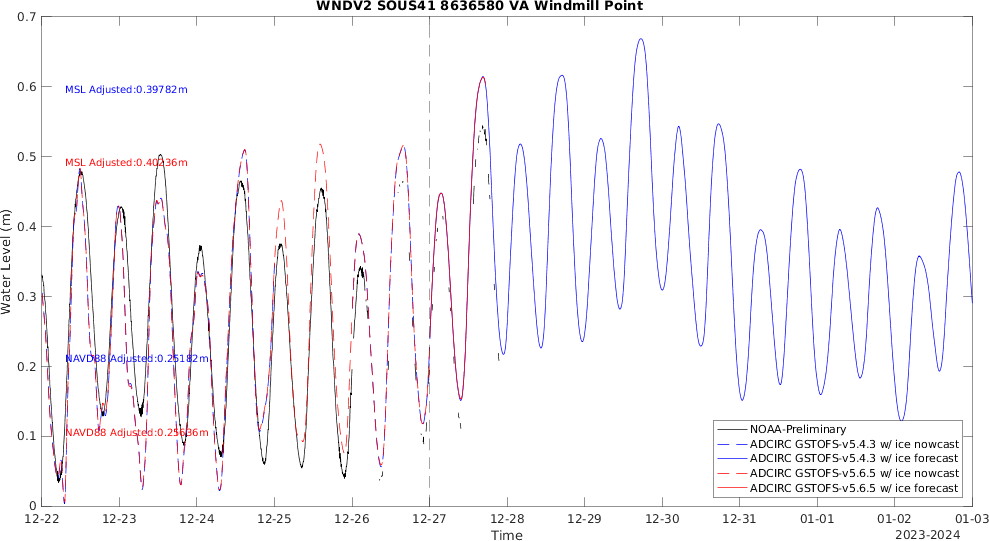 WNDV2 SOUS41 8636580 VA Windmill Point
0.7
0.6
0.5
0.4
0.3
0.2
0.1
0
Water Level (m)
MSL Adjusted:0.39782m
MSL Adjusted:0.40236m
NAVD88 Adjusted:0.25182m
NAVD88 Adjusted:0.25636m
NOAA-Preliminary
ADCIRC GSTOFS-v5.4.3 w/ ice nowcast
ADCIRC GSTOFS-v5.4.3 w/ ice forecast
ADCIRC GSTOFS-v5.6.5 w/ ice nowcast
ADCIRC GSTOFS-v5.6.5 w/ ice forecast
12-22 12-23 12-24 12-25 12-26 12-27 12-28 12-29 12-30 12-31 01-01 01-02 01-03
Time
2023-2024